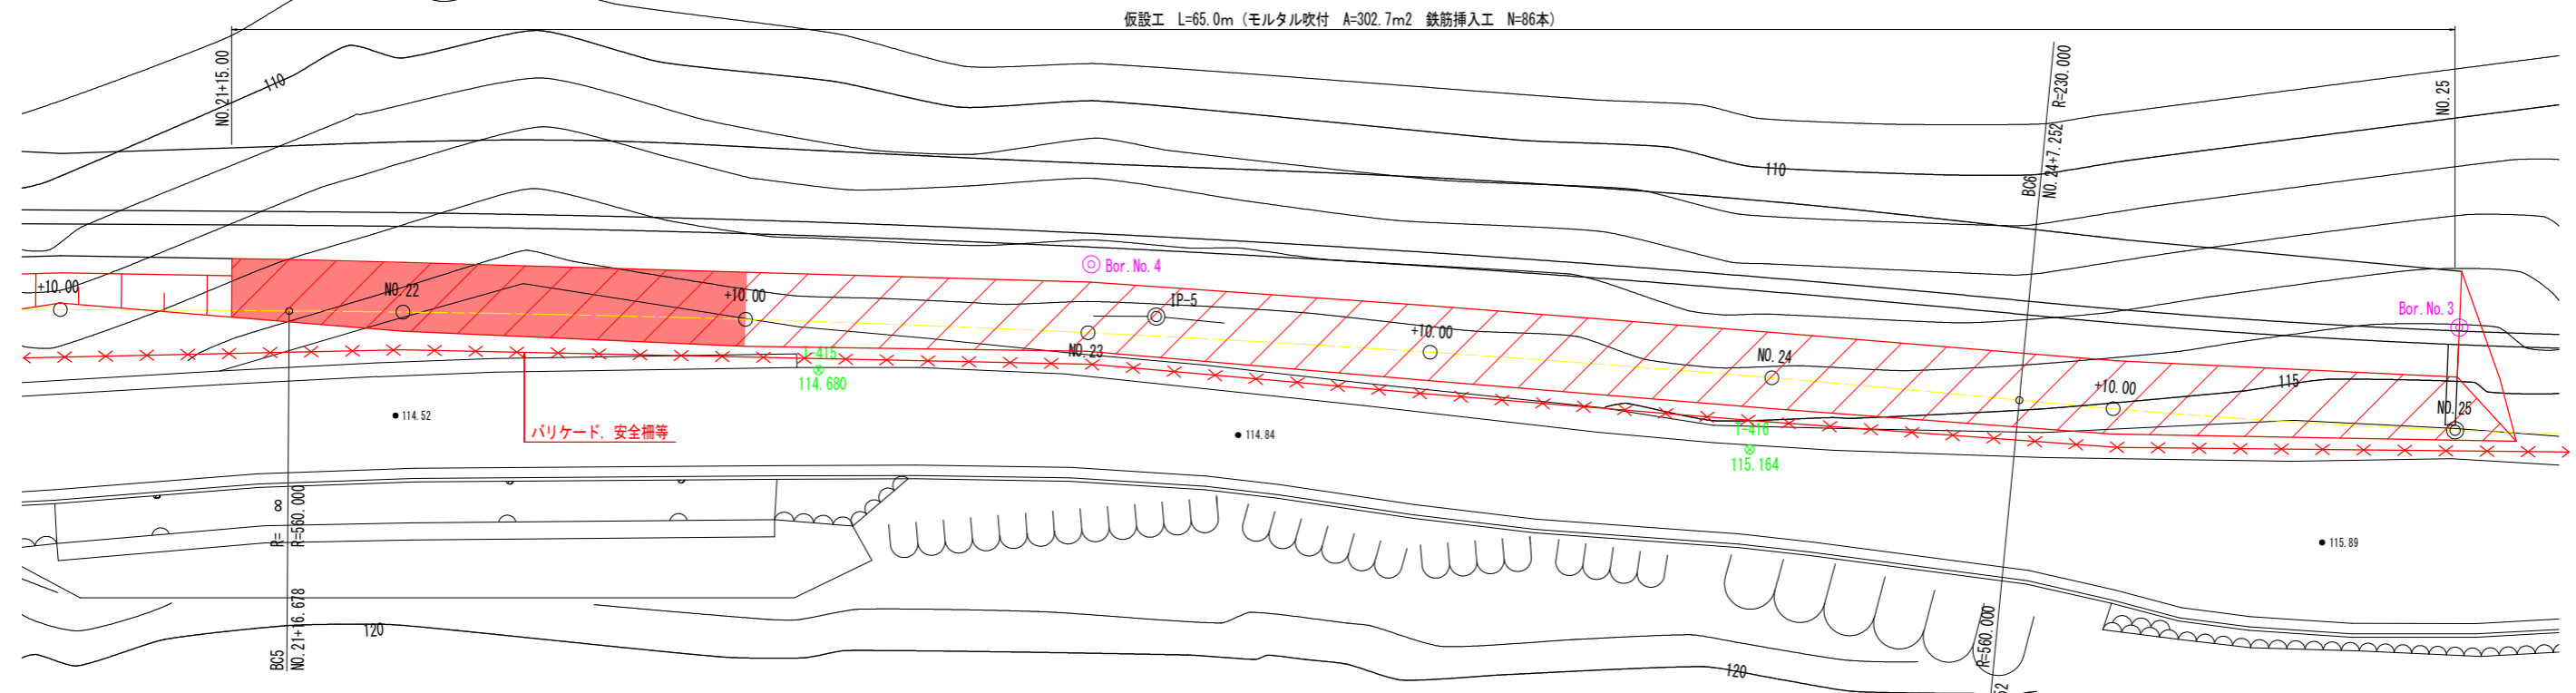 仮設工 L=65.0m (モルタル吹付 A=302.7m2 鉄筋挿入工 N=86本)
NO.21+15.00
110
R=230.000
BC6
NO.24+7.252
NO.25
110
Bor.No.4
+10.00
NO.22
+10.00
IP-5
Bor.No.3
+10.00
NO.23
T-415
114.680
NO.24
+10.00
115
NO.25
114.52
バリケード, 安全柵等
114.84
T-416
115.164
115.89
R=∞
R=560.000
BC5
NO.21+16.678
120
R=560.000
120
52